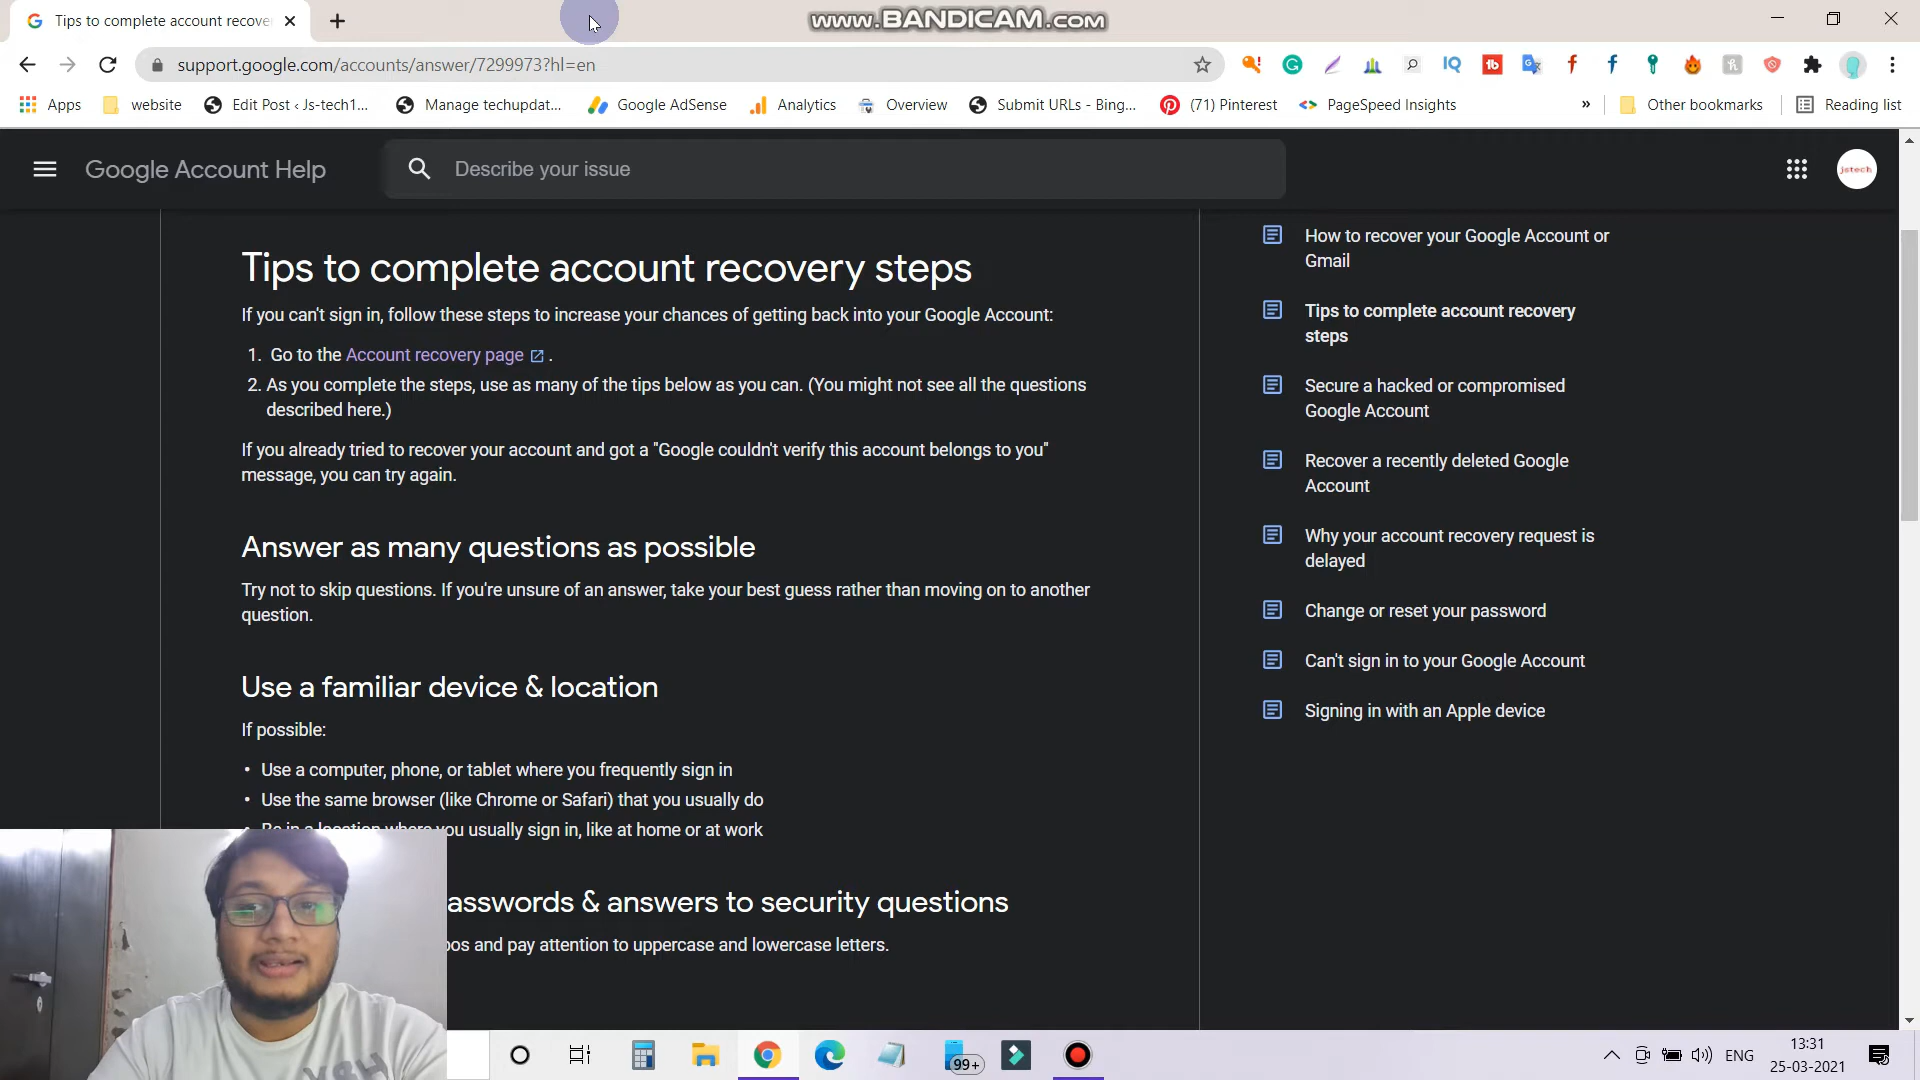 Tips to complete account recove
www.BANDICAM.com
support.google.com/accounts/answer/7299973?hl=en
Apps
website
Edit Post ‹ Js-tech1...
Manage techupdat...
Google AdSense
Analytics
Overview
Submit URLs - Bing...
(71) Pinterest
PageSpeed Insights
»
Other bookmarks
Reading list
Google Account Help
Describe your issue
jstech
Tips to complete account recovery steps
If you can't sign in, follow these steps to increase your chances of getting back into your Google Account:
1. Go to the Account recovery page .
2. As you complete the steps, use as many of the tips below as you can. (You might not see all the questions
described here.)
If you already tried to recover your account and got a "Google couldn't verify this account belongs to you"
message, you can try again.
Answer as many questions as possible
Try not to skip questions. If you're unsure of an answer, take your best guess rather than moving on to another
question.
Use a familiar device & location
If possible:
• Use a computer, phone, or tablet where you frequently sign in
• Use the same browser (like Chrome or Safari) that you usually do
• Be in a location where you usually sign in, like at home or at work
asswords & answers to security questions
pos and pay attention to uppercase and lowercase letters.
How to recover your Google Account or
Gmail
Tips to complete account recovery
steps
Secure a hacked or compromised
Google Account
Recover a recently deleted Google
Account
Why your account recovery request is
delayed
Change or reset your password
Can't sign in to your Google Account
Signing in with an Apple device
99+
ENG
13:31
25-03-2021